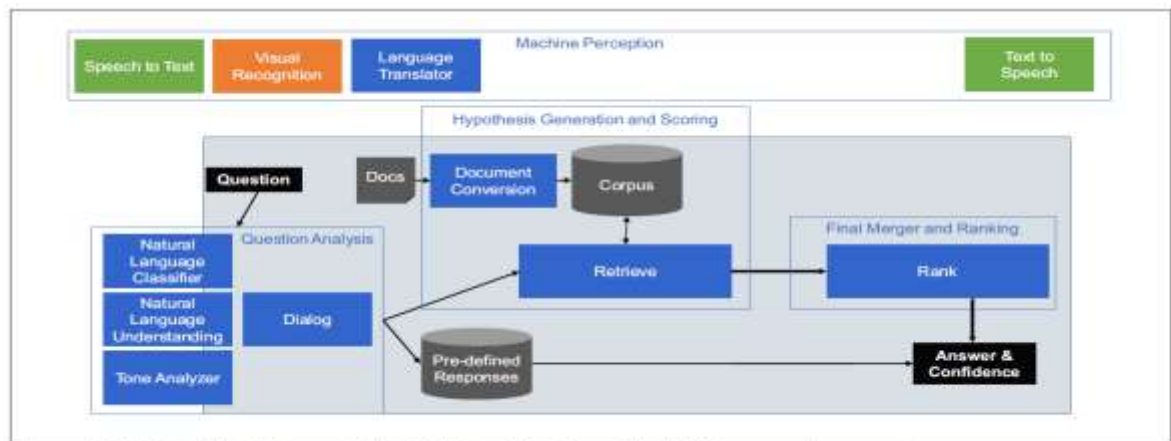 Machine Perception
Speech to Text
Visual
Recognition
Language
Translator
Text to
Speech
Hypothesis Generation and Scoring
Question
Docs
Document
Conversion
Corpus
Question Analysis
Natural
Language
Classifier
Natural
Language
Understanding
Tone Analyzer
Dialog
Retrieve
Final Merger and Ranking
Rank
Pre-defined
Responses
Answer &
Confidence